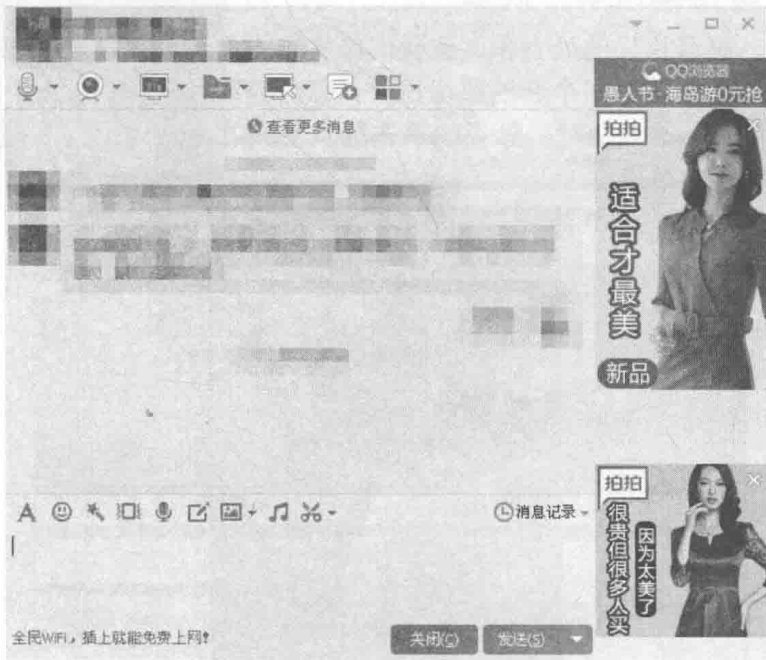 QQ浏览器
愚人节·海岛游0元抢
查看更多消息
拍拍
适合才最美
新品
消息记录
拍拍
很贵但很多人买
因为太美了
全民WiFi，插上就能免费上网!
关闭(C)
发送(S)